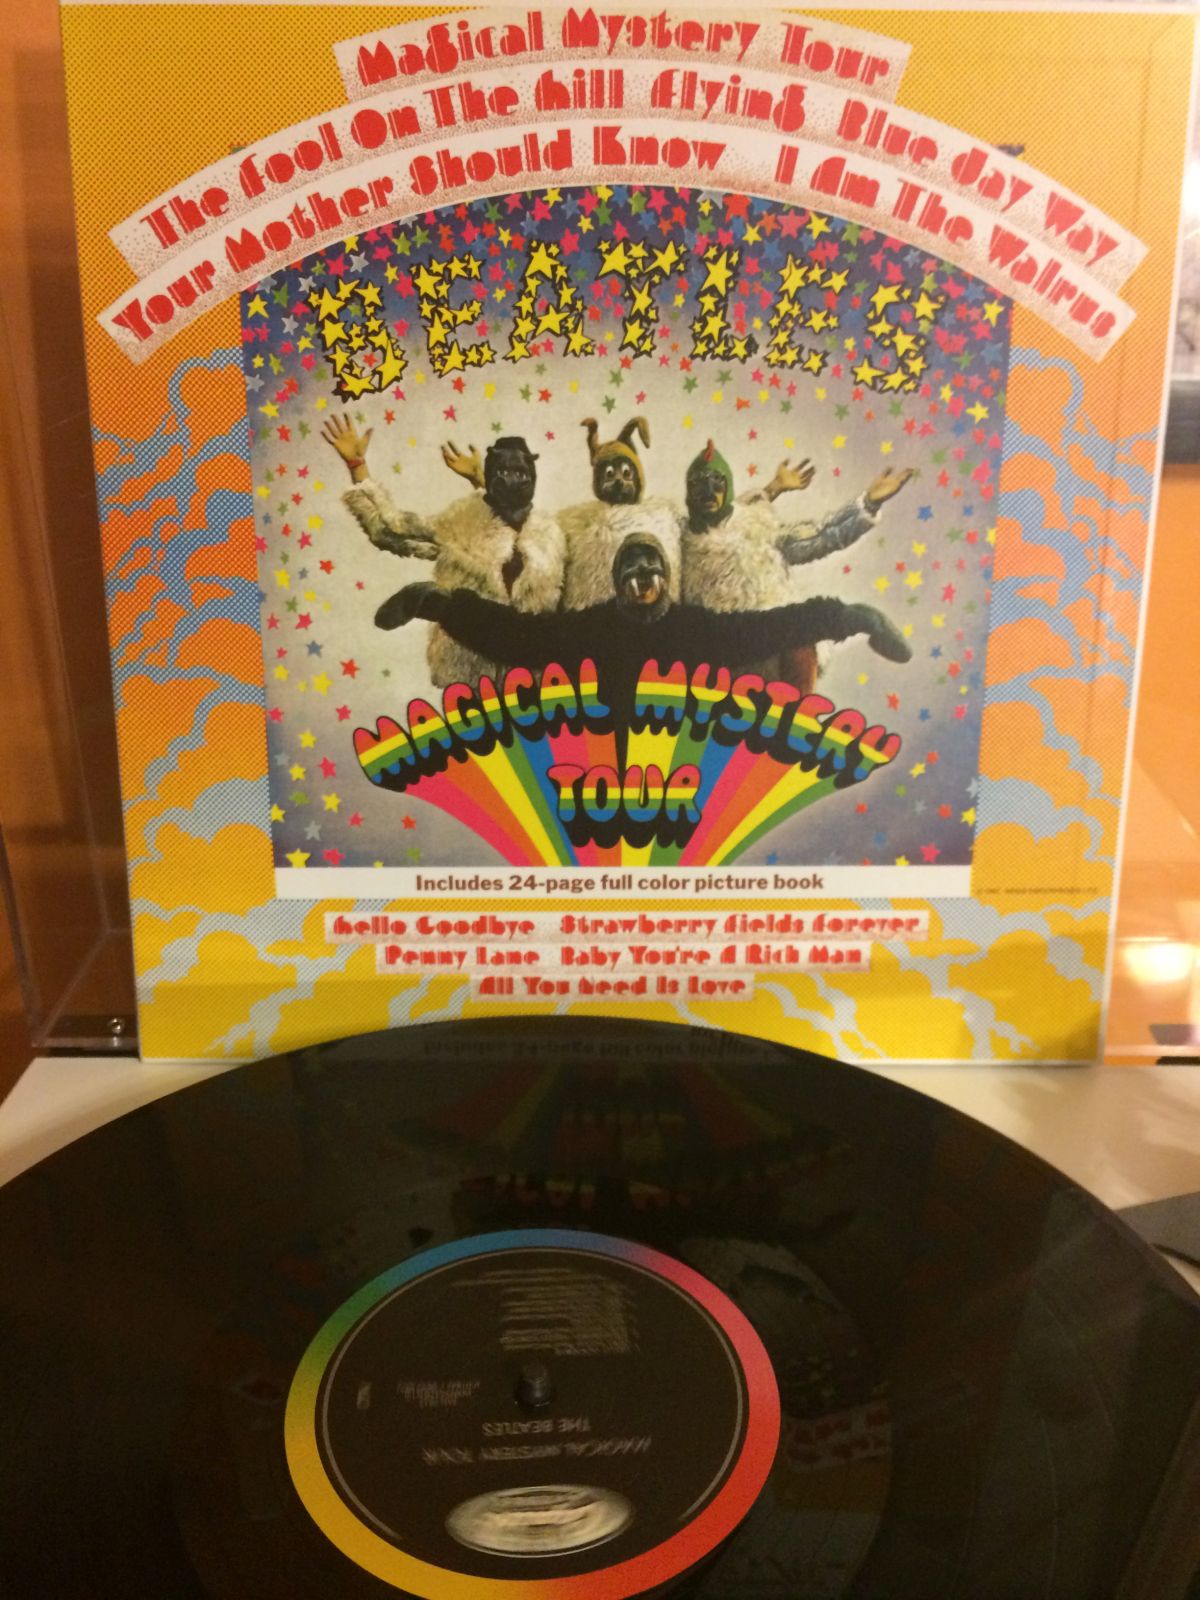 Magical Mystery Tour
The Fool On The Hill Flying Blue Jay Way
Your Mother Should Know I Am The Walrus
BEATLES
MAGICAL MYSTERY
TOUR
Includes 24-page full color picture book
Hello Goodbye Strawberry Fields Forever
Penny Lane Baby You're A Rich Man
All You Need Is Love
MAGICAL MYSTERY TOUR
THE BEATLES